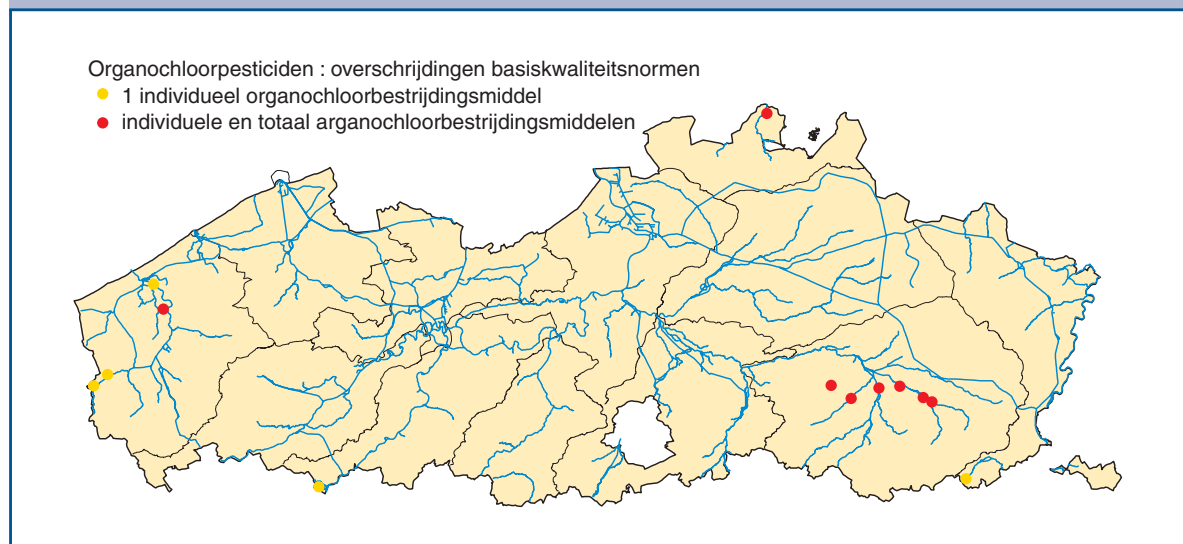 Organochloorpesticiden : overschrijdingen basiskwaliteitsnormen
1 individueel organochloorbestrijdingsmiddel
individuele en totaal arganochloorbestrijdingsmiddelen